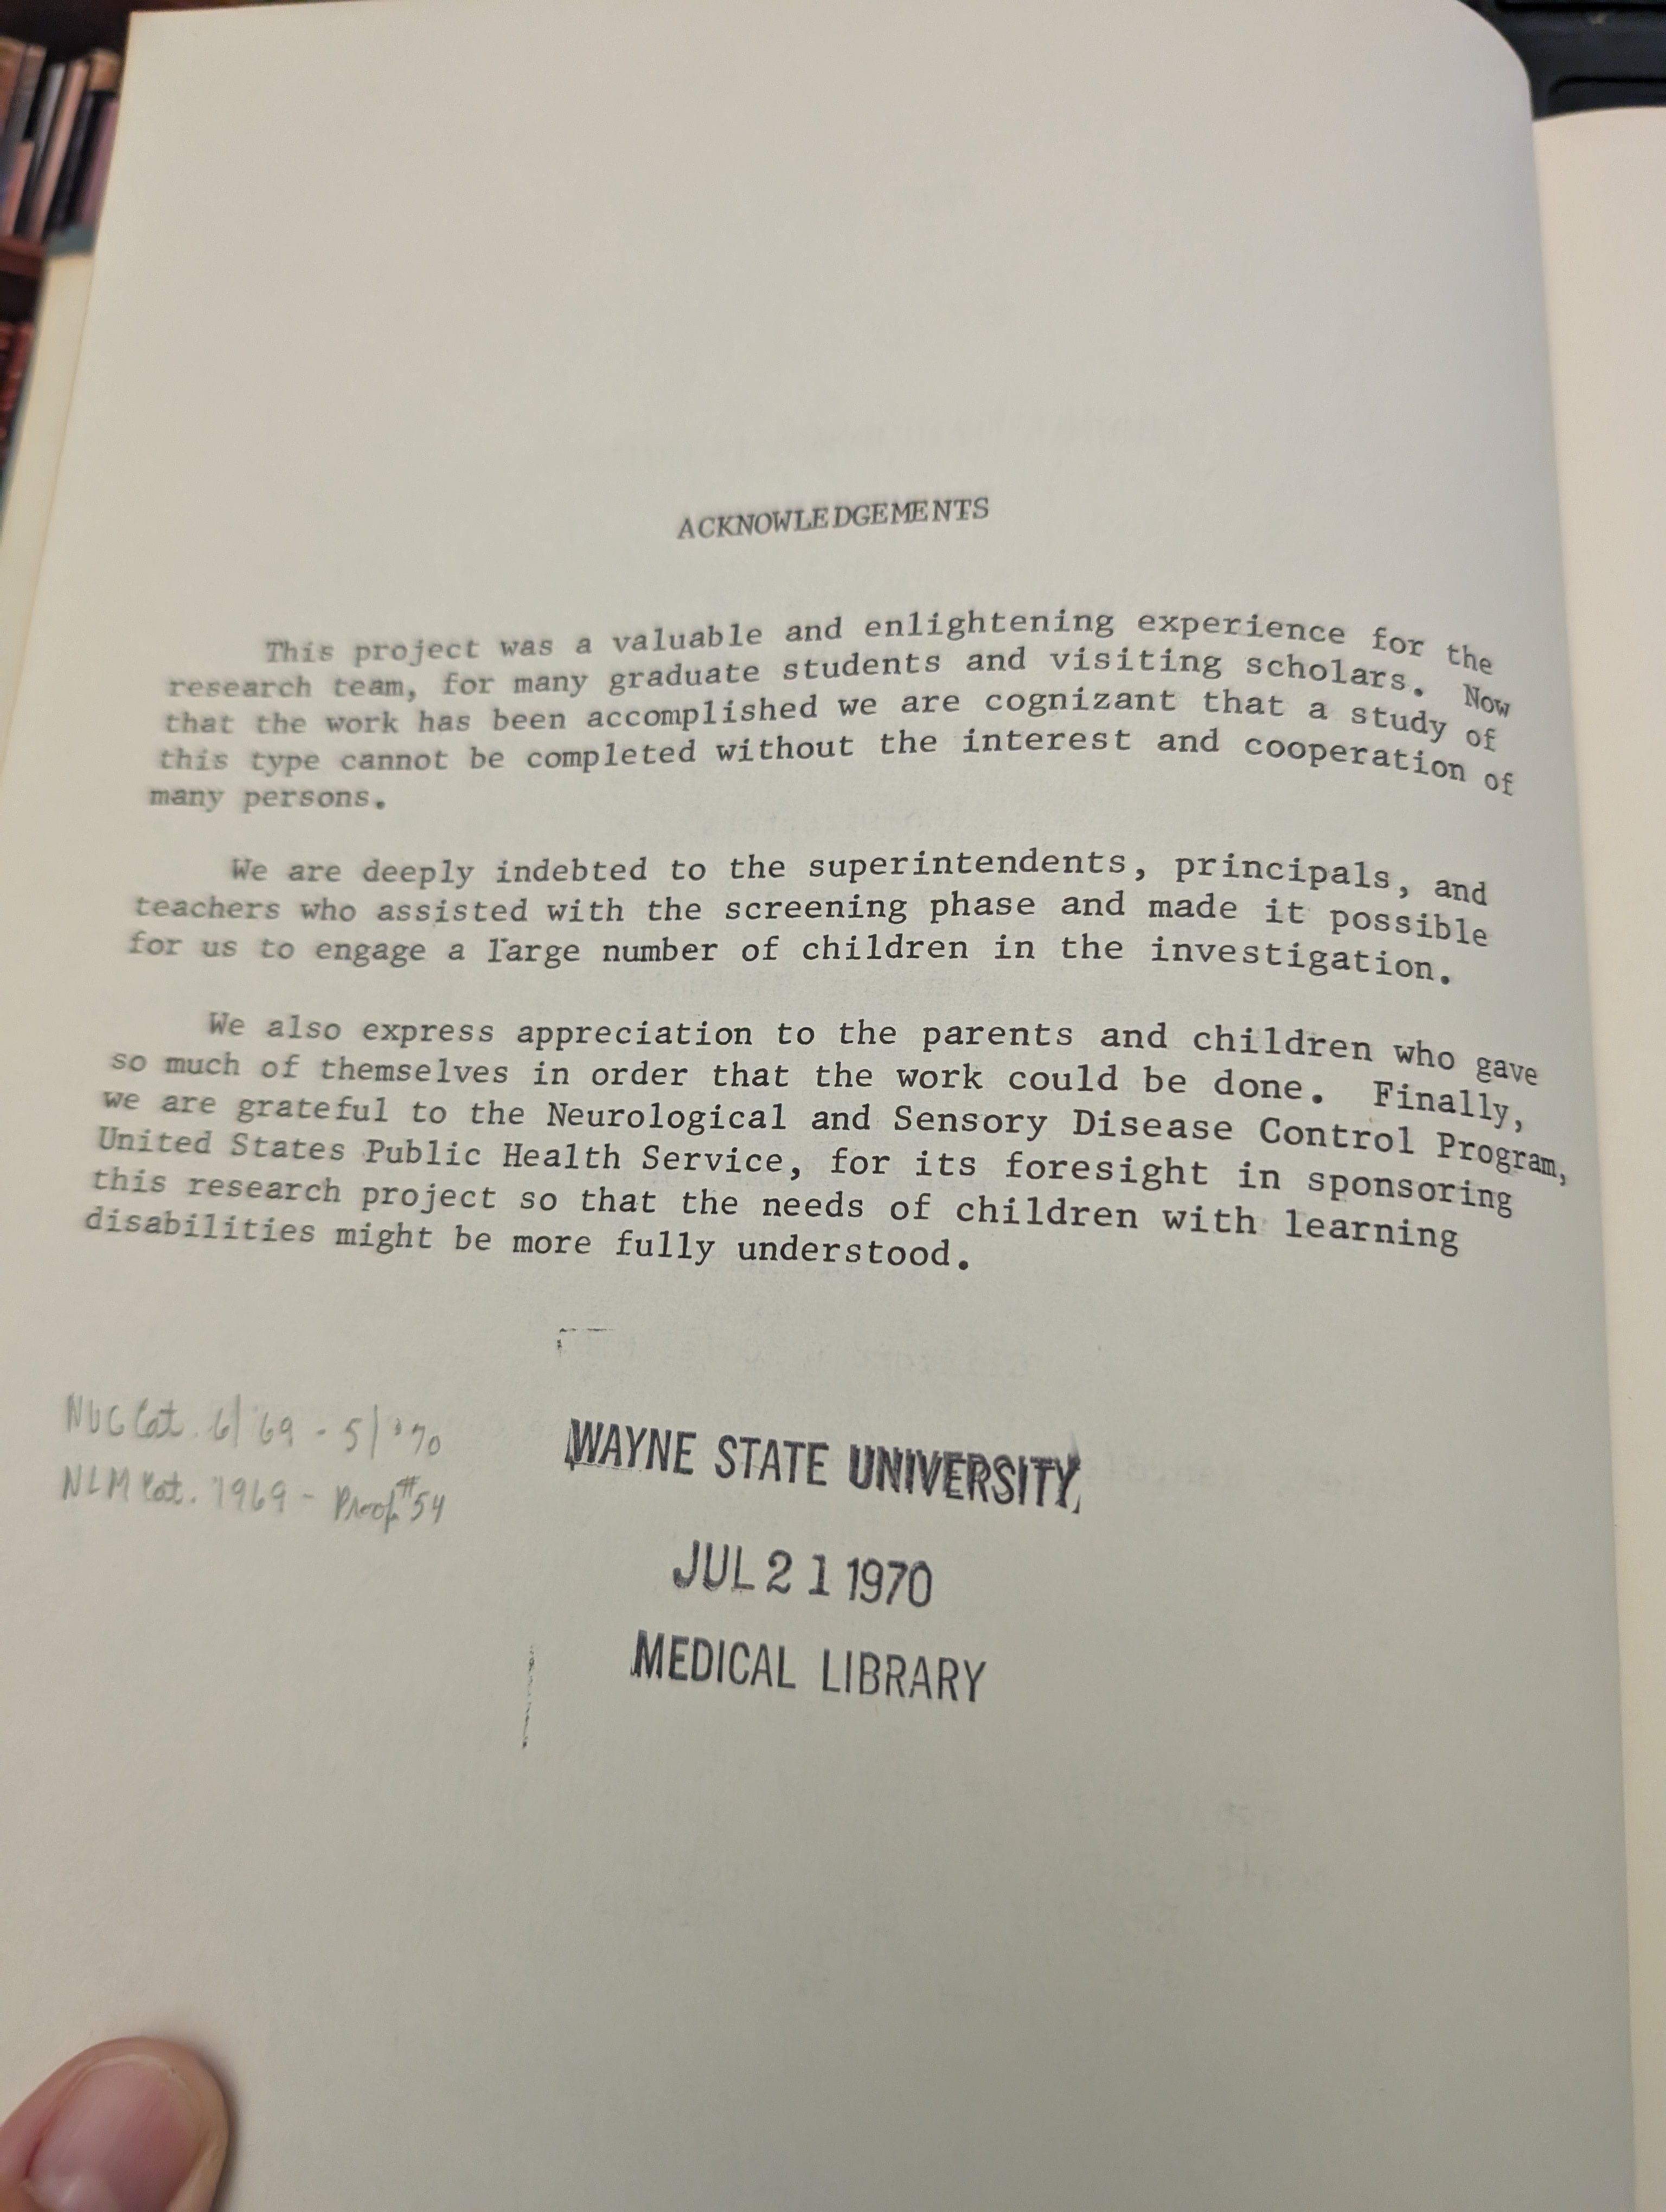 ACKNOWLEDGEMENTS
This project was a valuable and enlightening experience for the
research team, for many graduate students and visiting scholars. Now
that the work has been accomplished we are cognizant that a study of
this type cannot be completed without the interest and cooperation of
many persons.
We are deeply indebted to the superintendents, principals, and
teachers who assisted with the screening phase and made it possible
for us to engage a large number of children in the investigation.
We also express appreciation to the parents and children who gave
so much of themselves in order that the work could be done. Finally,
we are grateful to the Neurological and Sensory Disease Control Program,
United States Public Health Service, for its foresight in sponsoring
this research project so that the needs of children with learning
disabilities might be more fully understood.
NUC Cat. 6/'69 - 5/'70
NLM Cat. 1969 - Proof #54
WAYNE STATE UNIVERSITY
JUL 21 1970
MEDICAL LIBRARY